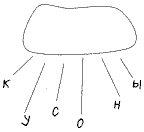 К У С О Н Ы